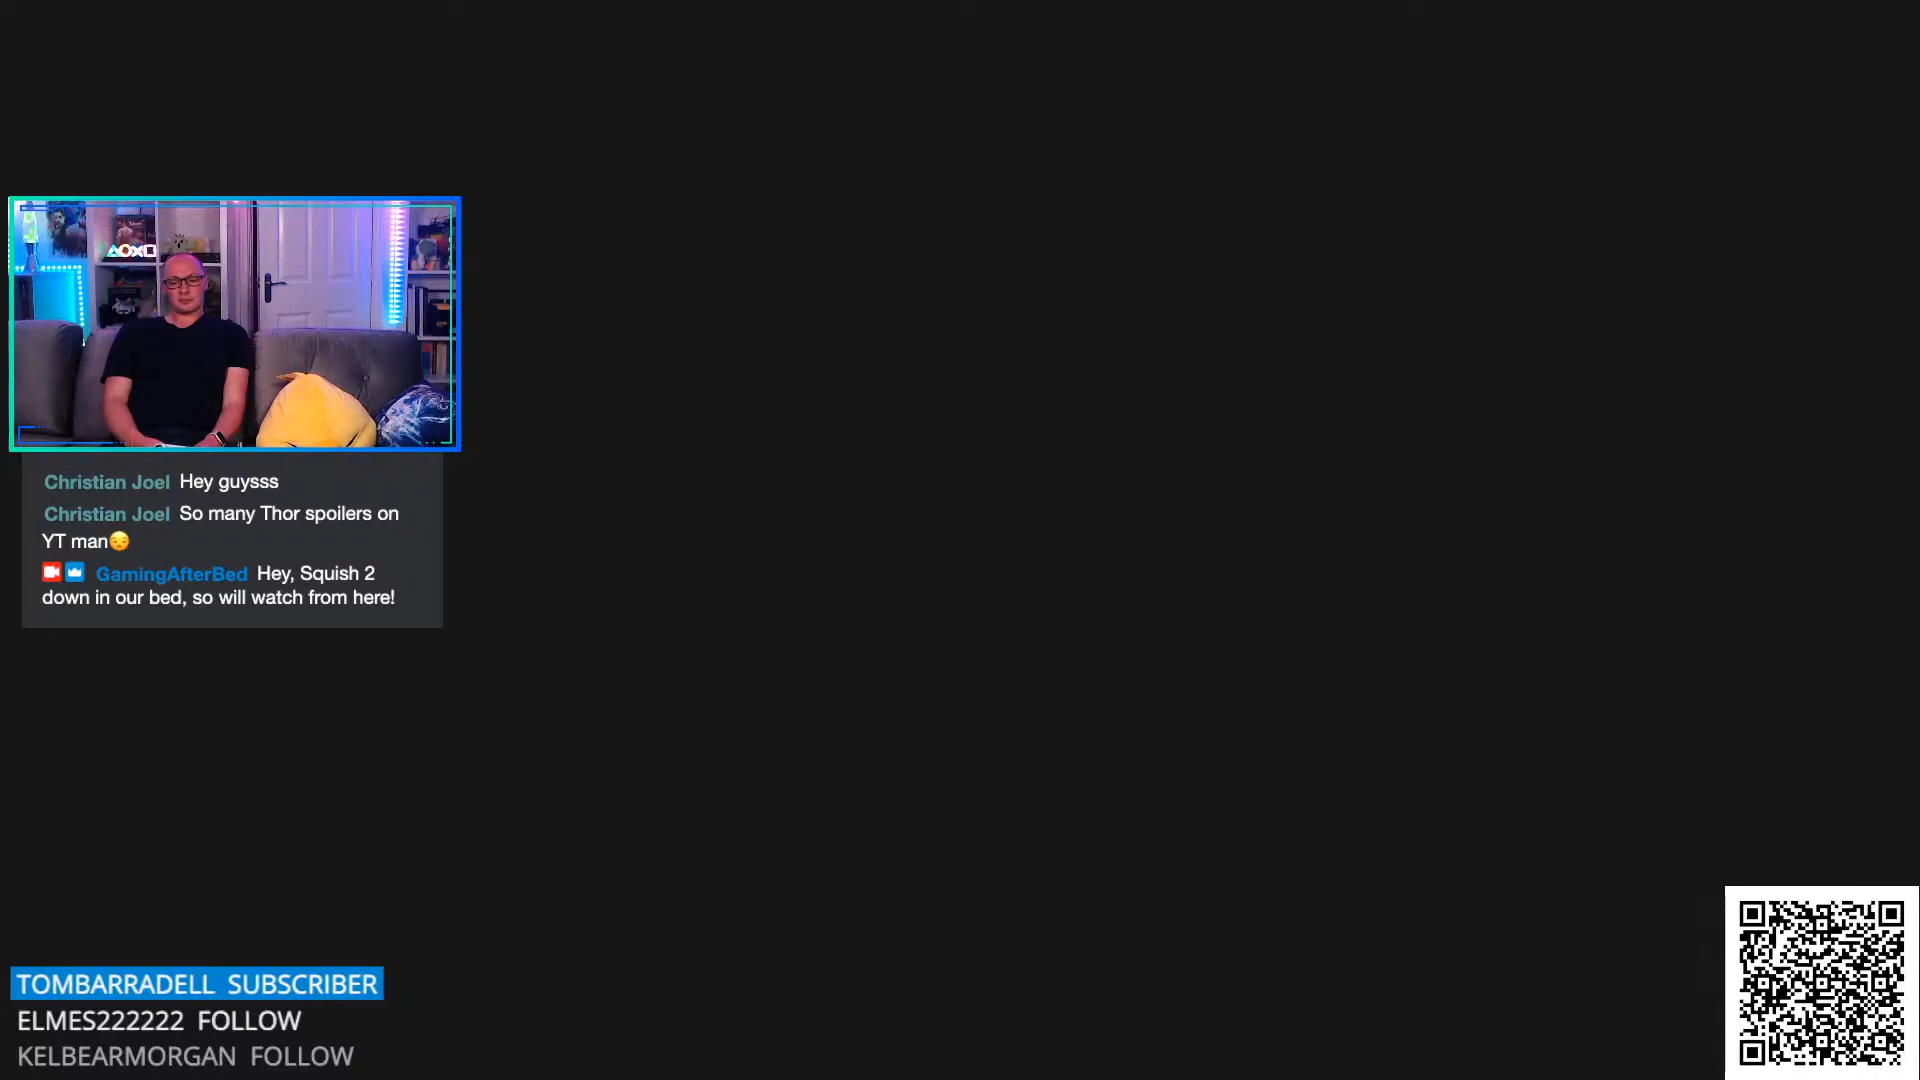 Christian Joel Hey guysss
Christian Joel So many Thor spoilers on
YT man😔
GamingAfterBed Hey, Squish 2
down in our bed, so will watch from here!
TOMBARRADELL SUBSCRIBER
ELMES222222 FOLLOW
KELBEARMORGAN FOLLOW